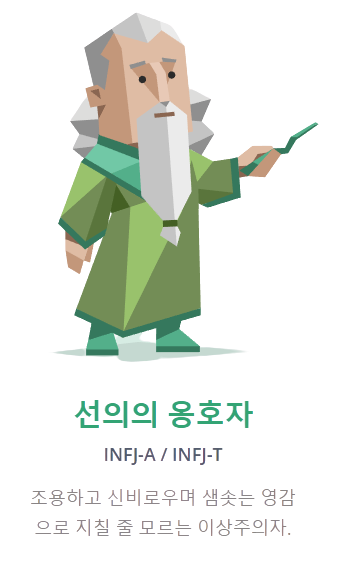 선의의 옹호자
INFJ-A / INFJ-T
조용하고 신비로우며 샘솟는 영감
으로 지칠 줄 모르는 이상주의자.